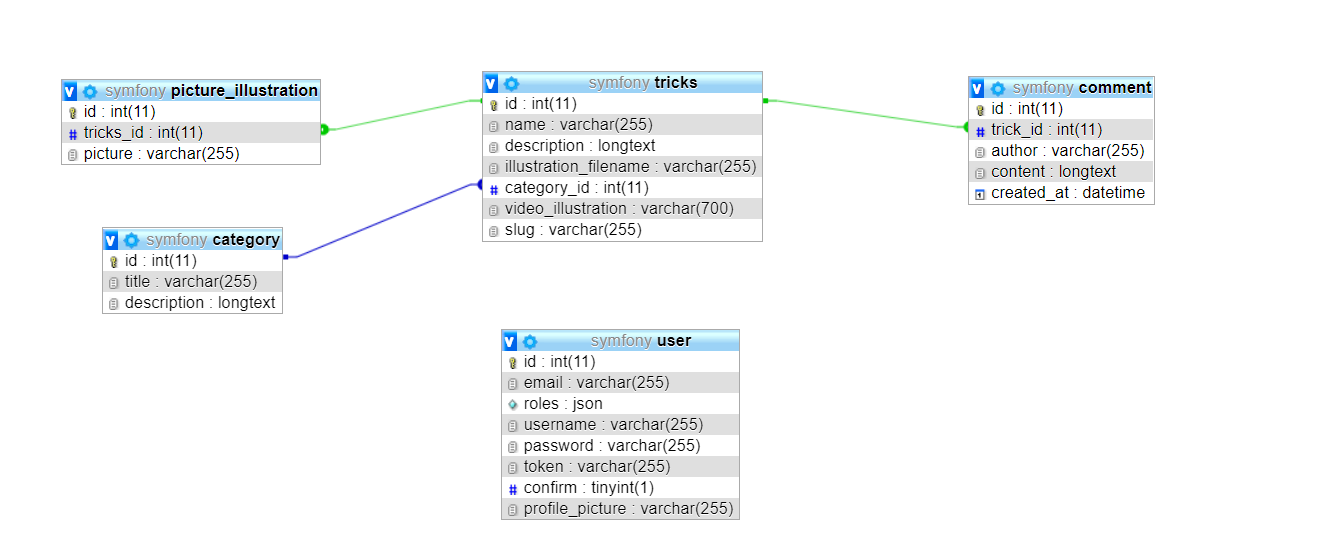 symfony picture_illustration
id : int(11)
tricks_id : int(11)
picture : varchar(255)
symfony tricks
id : int(11)
name : varchar(255)
description : longtext
illustration_filename : varchar(255)
category_id : int(11)
video_illustration : varchar(700)
slug : varchar(255)
symfony comment
id : int(11)
trick_id : int(11)
author : varchar(255)
content : longtext
created_at : datetime
symfony category
id : int(11)
title : varchar(255)
description : longtext
symfony user
id : int(11)
email : varchar(255)
roles : json
username : varchar(255)
password : varchar(255)
token : varchar(255)
confirm : tinyint(1)
profile_picture : varchar(255)